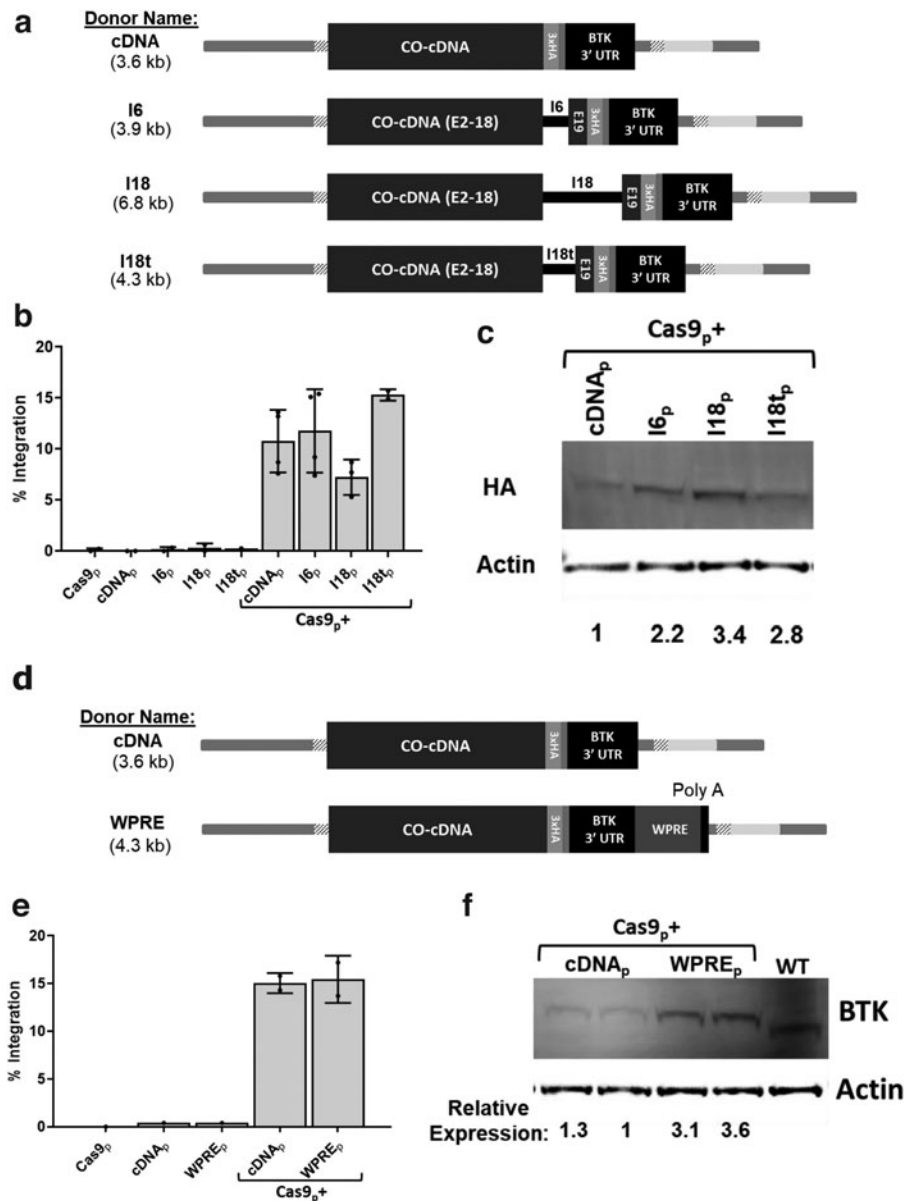 a
Donor Name:
cDNA
(3.6 kb)
CO-cDNA
3xHA
BTK
3' UTR
I6
(3.9 kb)
CO-cDNA (E2-18)
I6
E19
3xHA
BTK
3' UTR
I18
(6.8 kb)
CO-cDNA (E2-18)
I18
E19
3xHA
BTK
3' UTR
I18t
(4.3 kb)
CO-cDNA (E2-18)
I18t
E19
3xHA
BTK
3' UTR
b
% Integration
20
15
10
5
0
Cas9p
cDNAp
I6p
I18p
I18tp
cDNAp
I6p
I18p
I18tp
Cas9p+
c
Cas9p+
cDNAp
I6p
I18p
I18tp
HA
Actin
1 2.2 3.4 2.8
d
Donor Name:
cDNA
(3.6 kb)
CO-cDNA
3xHA
BTK
3' UTR
WPRE
(4.3 kb)
CO-cDNA
3xHA
BTK
3' UTR
WPRE
Poly A
e
% Integration
20
15
10
5
0
Cas9p
cDNAp
WPREp
cDNAp
WPREp
Cas9p+
f
Cas9p+
cDNAp WPREp WT
BTK
Actin
Relative
Expression: 1.3 1 3.1 3.6